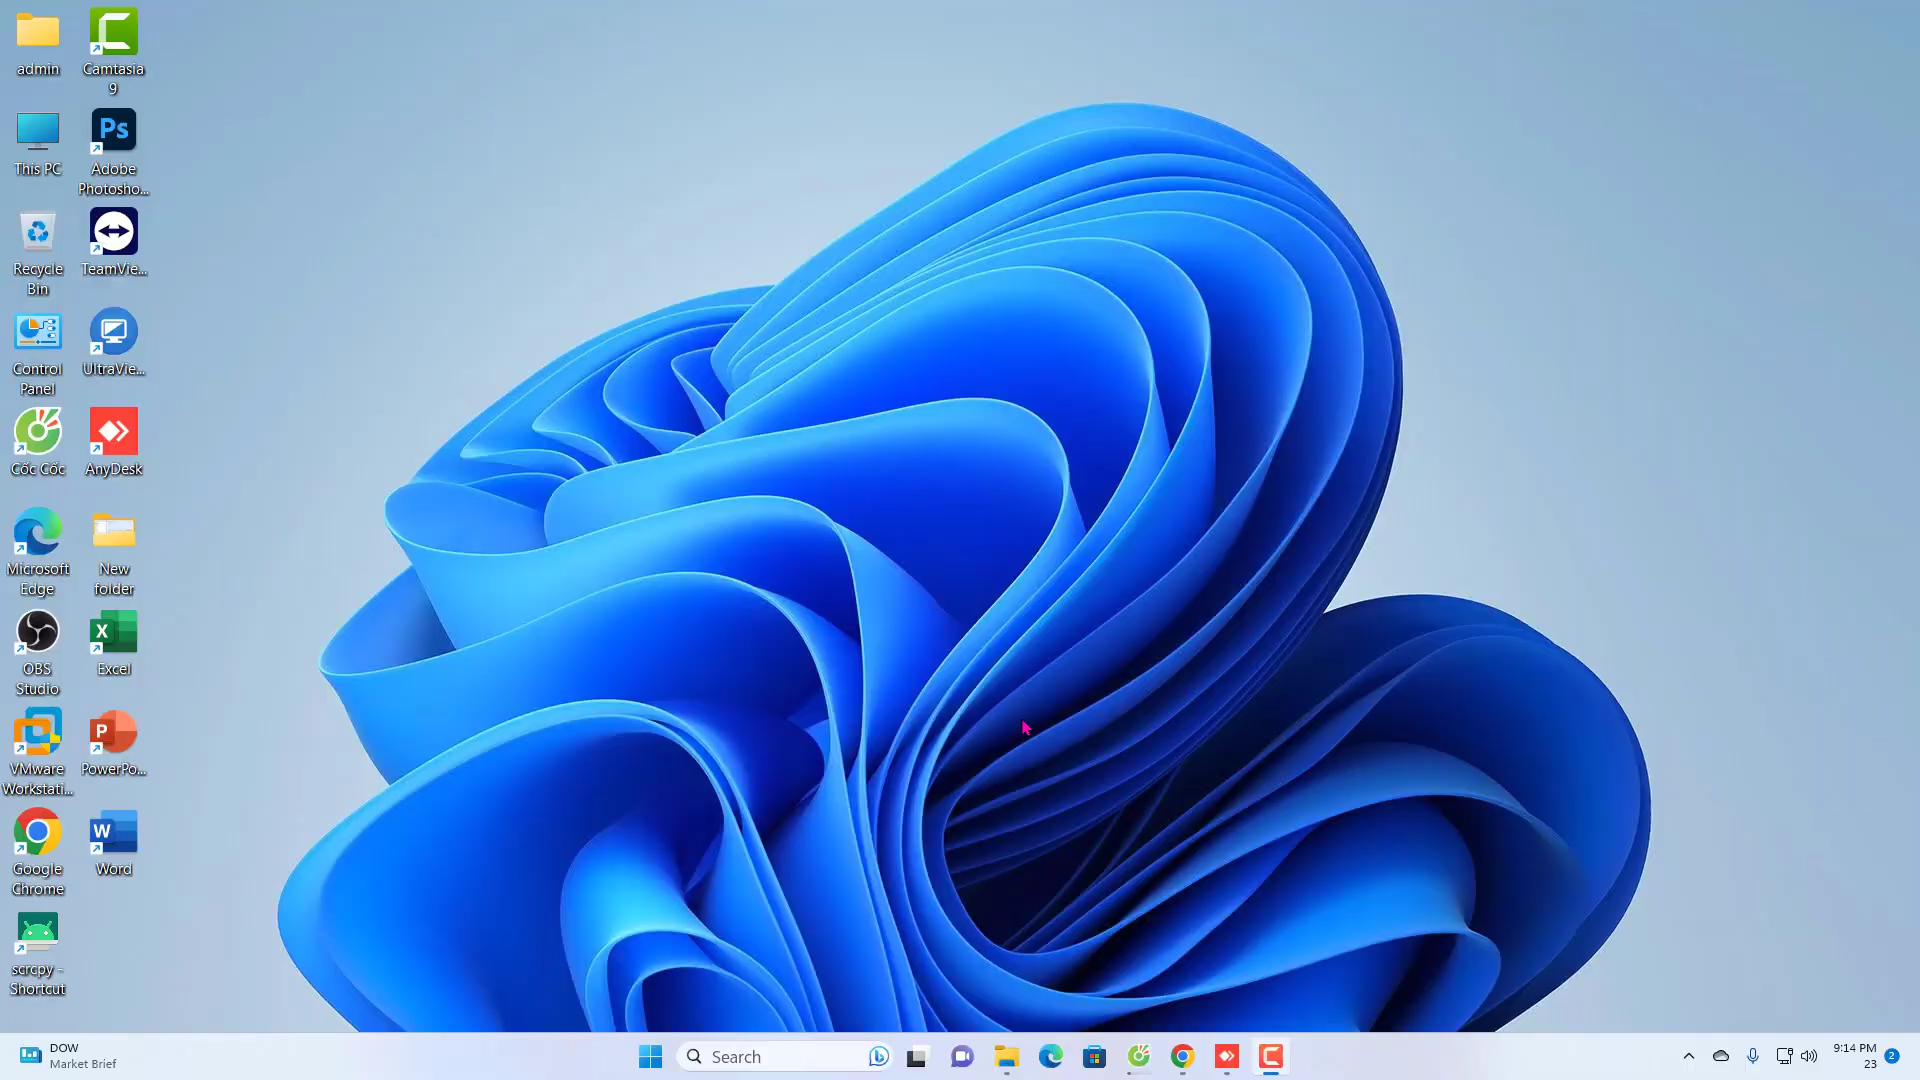 admin
Camtasia
9
This PC
Ps
Adobe
Photosho...
Recycle
Bin
TeamVie...
Control
Panel
UltraVie...
Cốc Cốc
AnyDesk
Microsoft
Edge
New
folder
OBS
Studio
X
Excel
VMware
Workstati...
P
PowerPo...
Google
Chrome
W
Word
scrcpy -
Shortcut
DOW
Market Brief
Search
9:14 PM
23
2